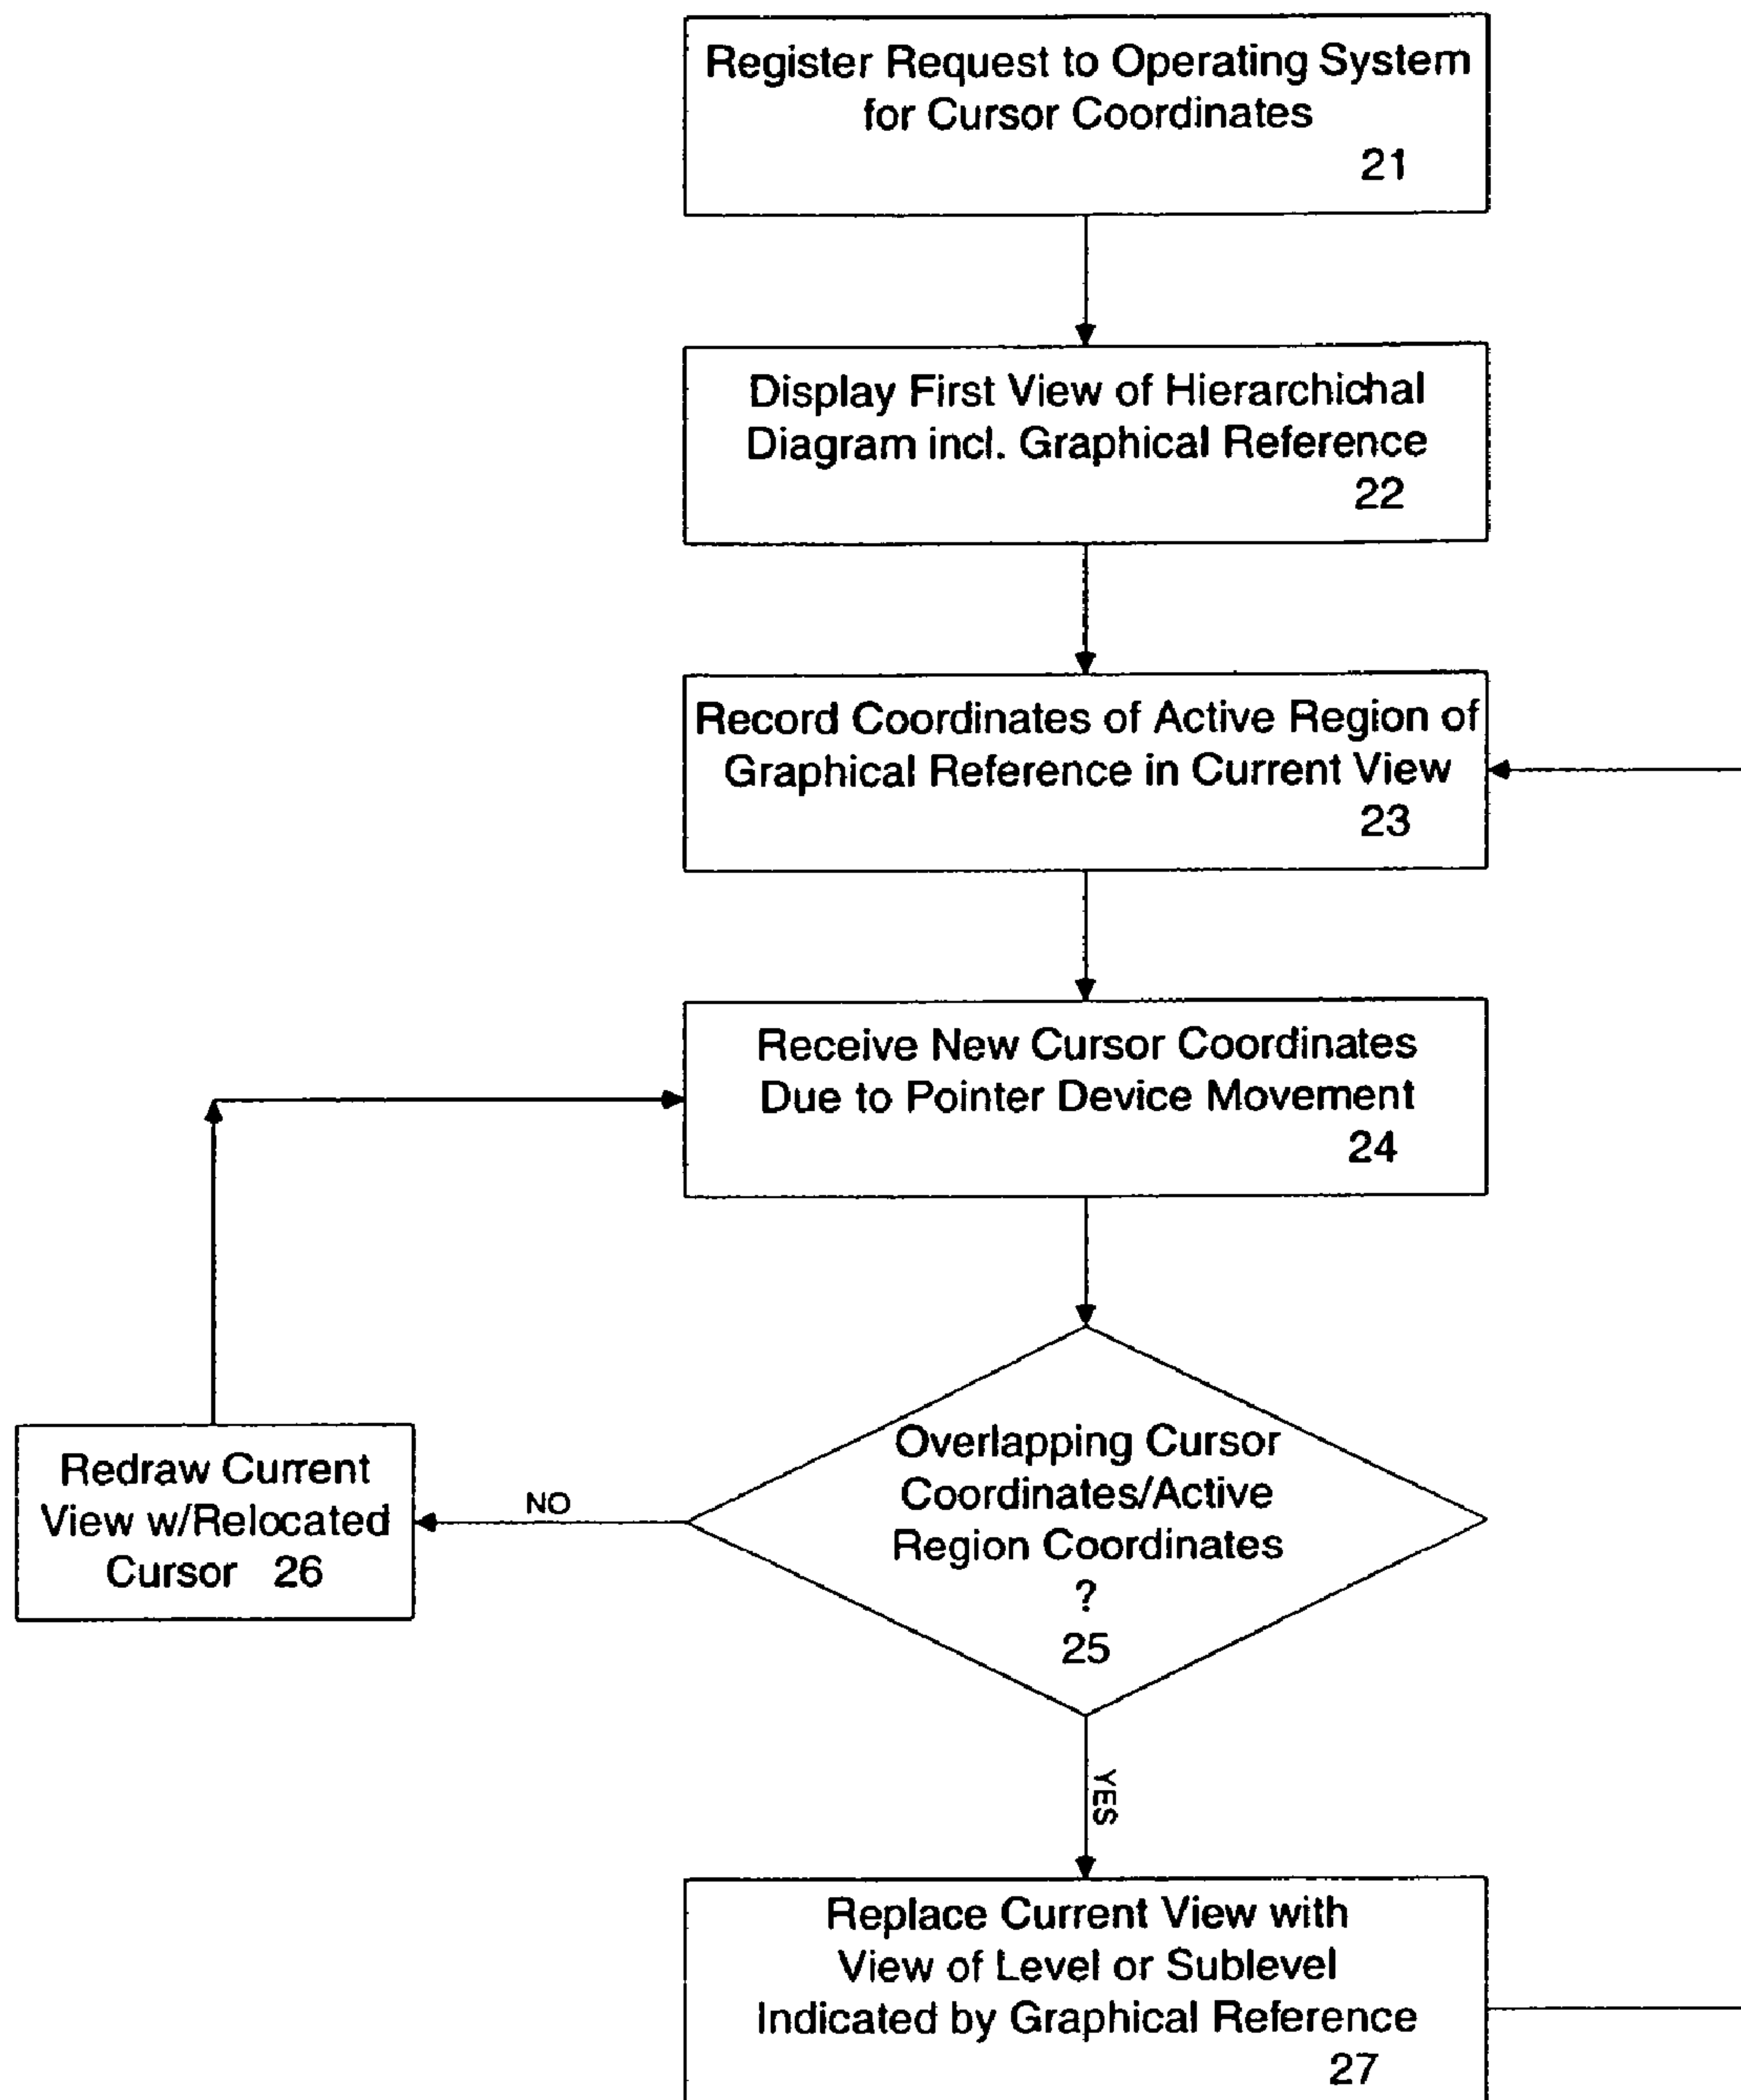 Register Request to Operating System
for Cursor Coordinates
21
Display First View of Hierarchichal
Diagram incl. Graphical Reference
22
Record Coordinates of Active Region of
Graphical Reference in Current View
23
Receive New Cursor Coordinates
Due to Pointer Device Movement
24
Overlapping Cursor
Coordinates/Active
Region Coordinates
?
25
NO
Redraw Current
View w/Relocated
Cursor 26
YES
Replace Current View with
View of Level or Sublevel
Indicated by Graphical Reference
27